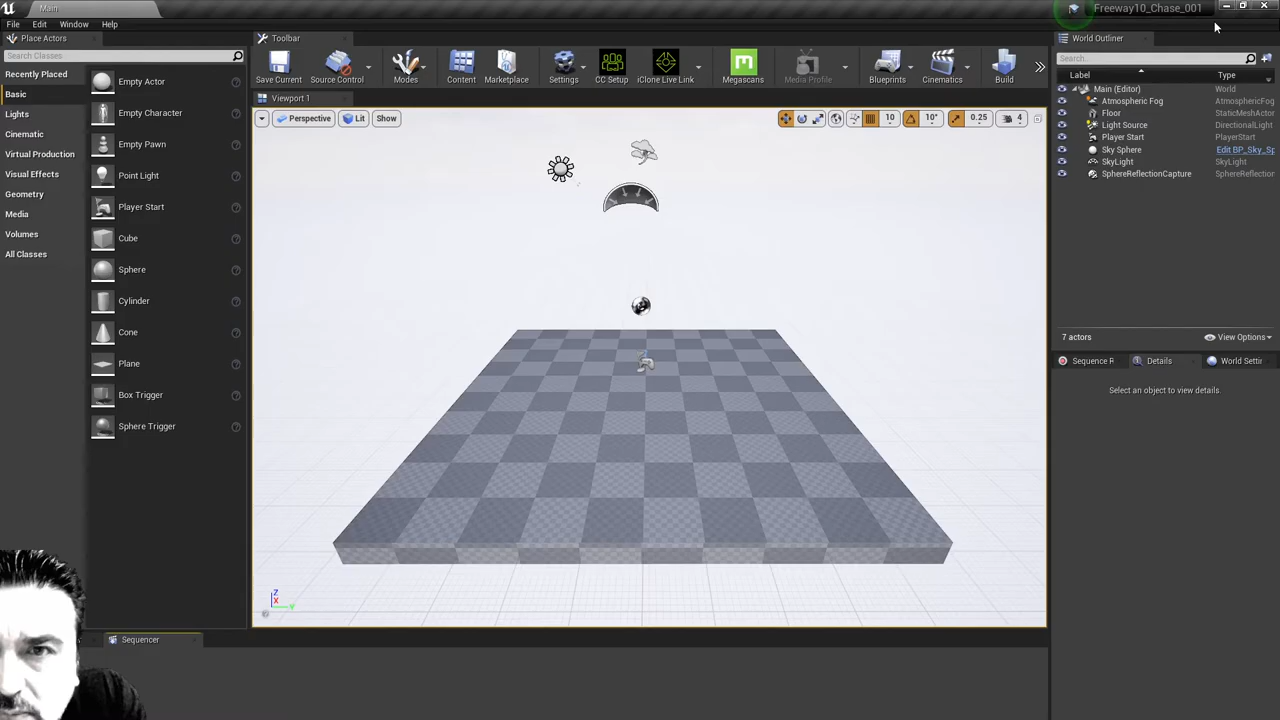 Main
Freeway10_Chase_001
File Edit Window Help
Place Actors
Search Classes
Recently Placed
Basic
Lights
Cinematic
Virtual Production
Visual Effects
Geometry
Media
Volumes
All Classes
Empty Actor
Empty Character
Empty Pawn
Point Light
Player Start
Cube
Sphere
Cylinder
Cone
Plane
Box Trigger
Sphere Trigger
Toolbar
Save Current Source Control Modes Content Marketplace Settings CC Setup iClone Live Link Megascans Media Profile Blueprints Cinematics Build
Viewport 1
Perspective Lit Show 10 10° 0.25 4
Z
X
Y
Sequencer
World Outliner
Search...
Label Type
Main (Editor) World
Atmospheric Fog AtmosphericFog
Floor StaticMeshActor
Light Source DirectionalLight
Player Start PlayerStart
Sky Sphere Edit BP_Sky_Sp
SkyLight SkyLight
SphereReflectionCapture SphereReflection
7 actors View Options
Sequence R Details World Settin
Select an object to view details.